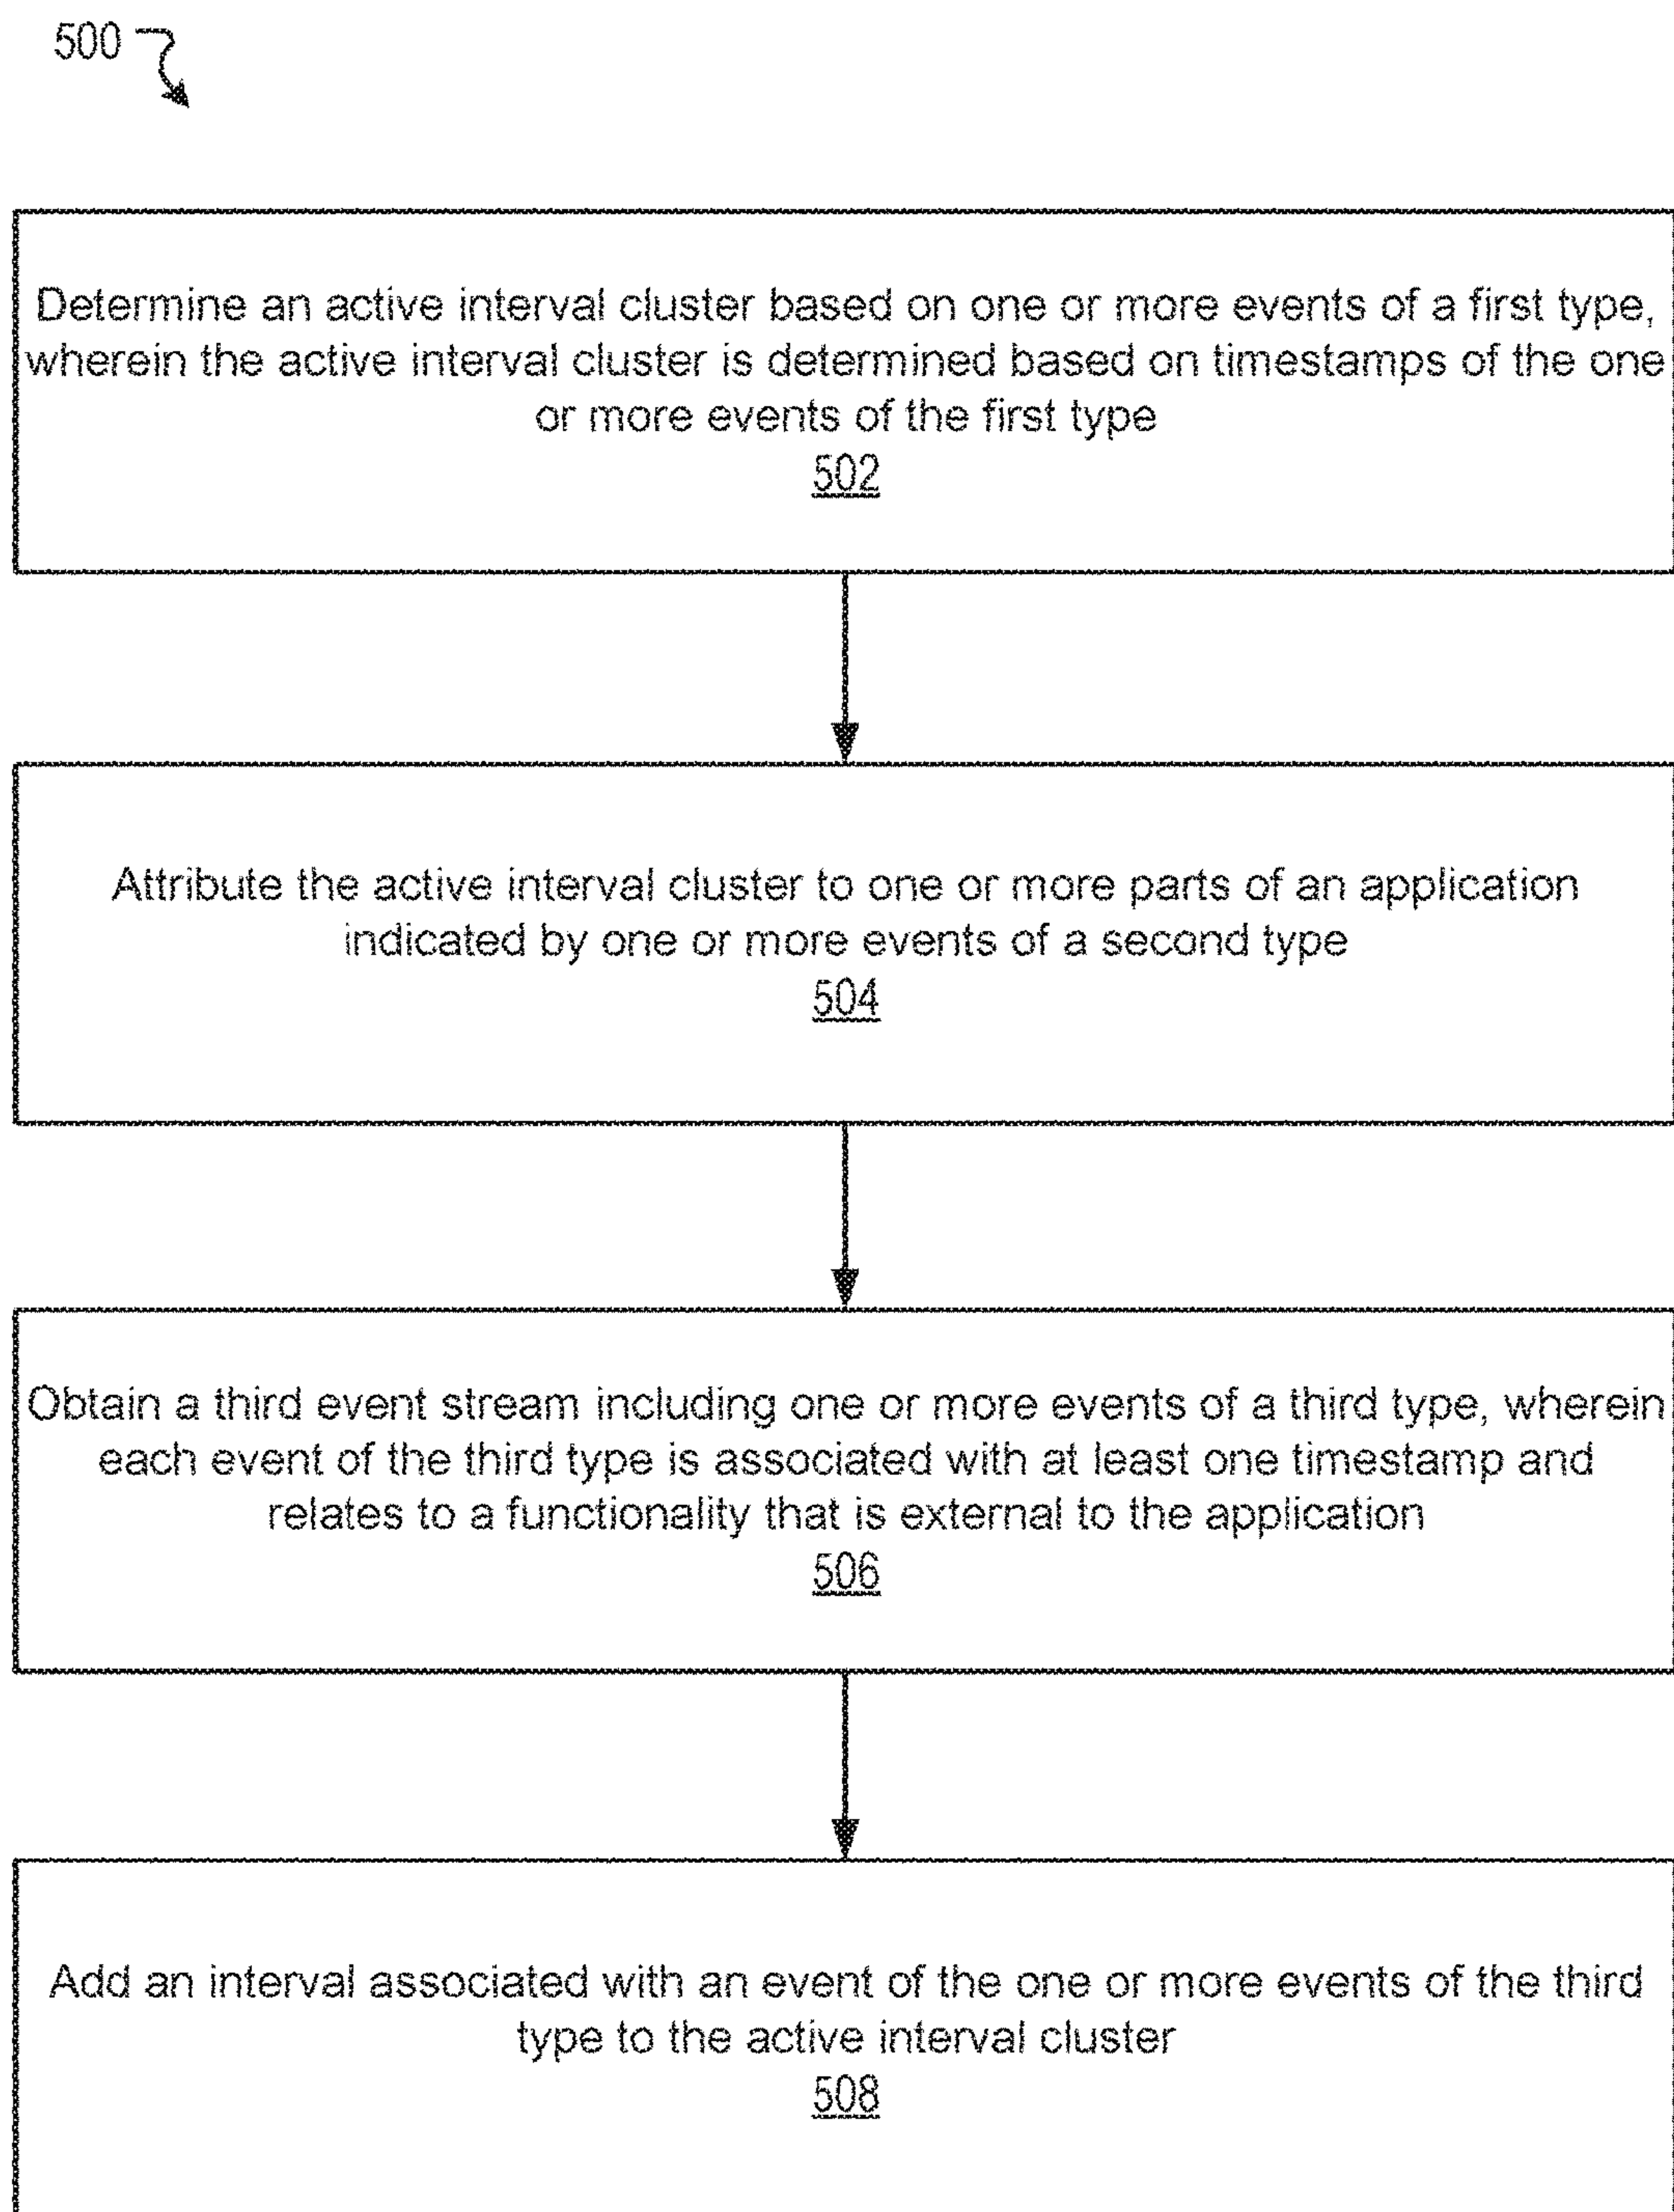 500
Determine an active interval cluster based on one or more events of a first type,
wherein the active interval cluster is determined based on timestamps of the one
or more events of the first type
502
Attribute the active interval cluster to one or more parts of an application
indicated by one or more events of a second type
504
Obtain a third event stream including one or more events of a third type, wherein
each event of the third type is associated with at least one timestamp and
relates to a functionality that is external to the application
506
Add an interval associated with an event of the one or more events of the third
type to the active interval cluster
508